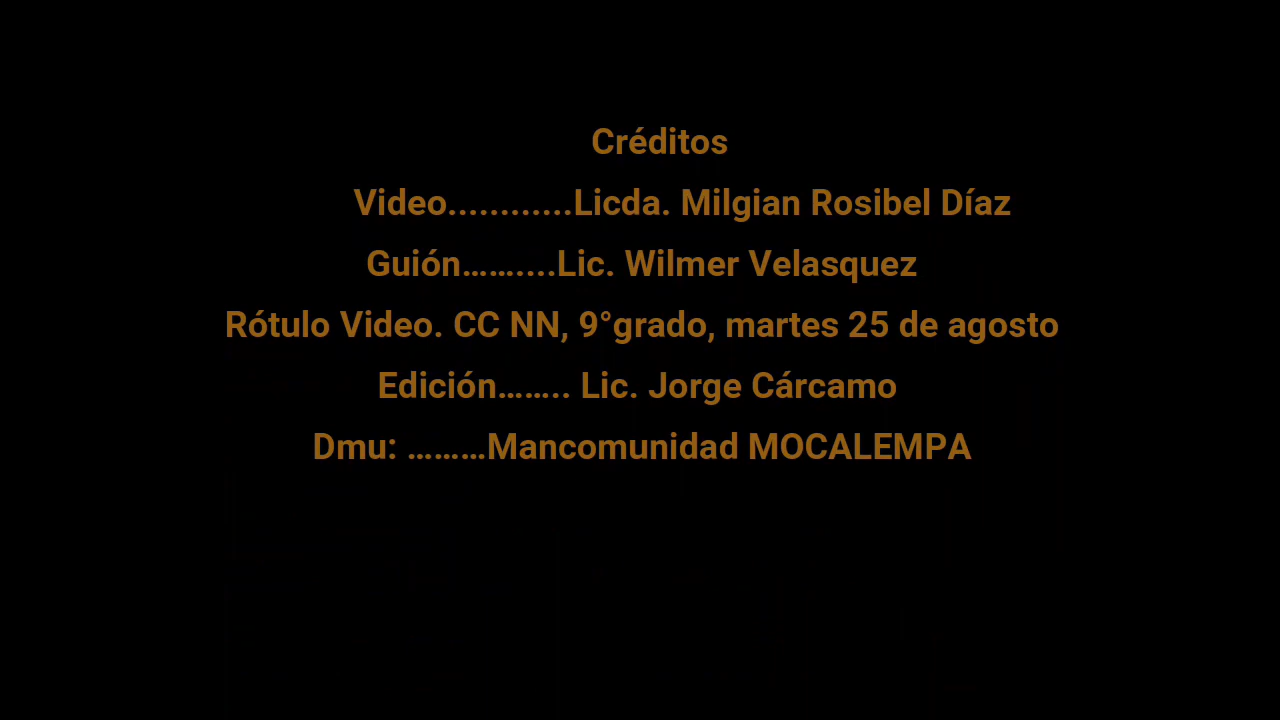 Créditos
Video............Licda. Milgian Rosibel Díaz
Guión……....Lic. Wilmer Velasquez
Rótulo Video. CC NN, 9°grado, martes 25 de agosto
Edición…….. Lic. Jorge Cárcamo
Dmu: ………Mancomunidad MOCALEMPA